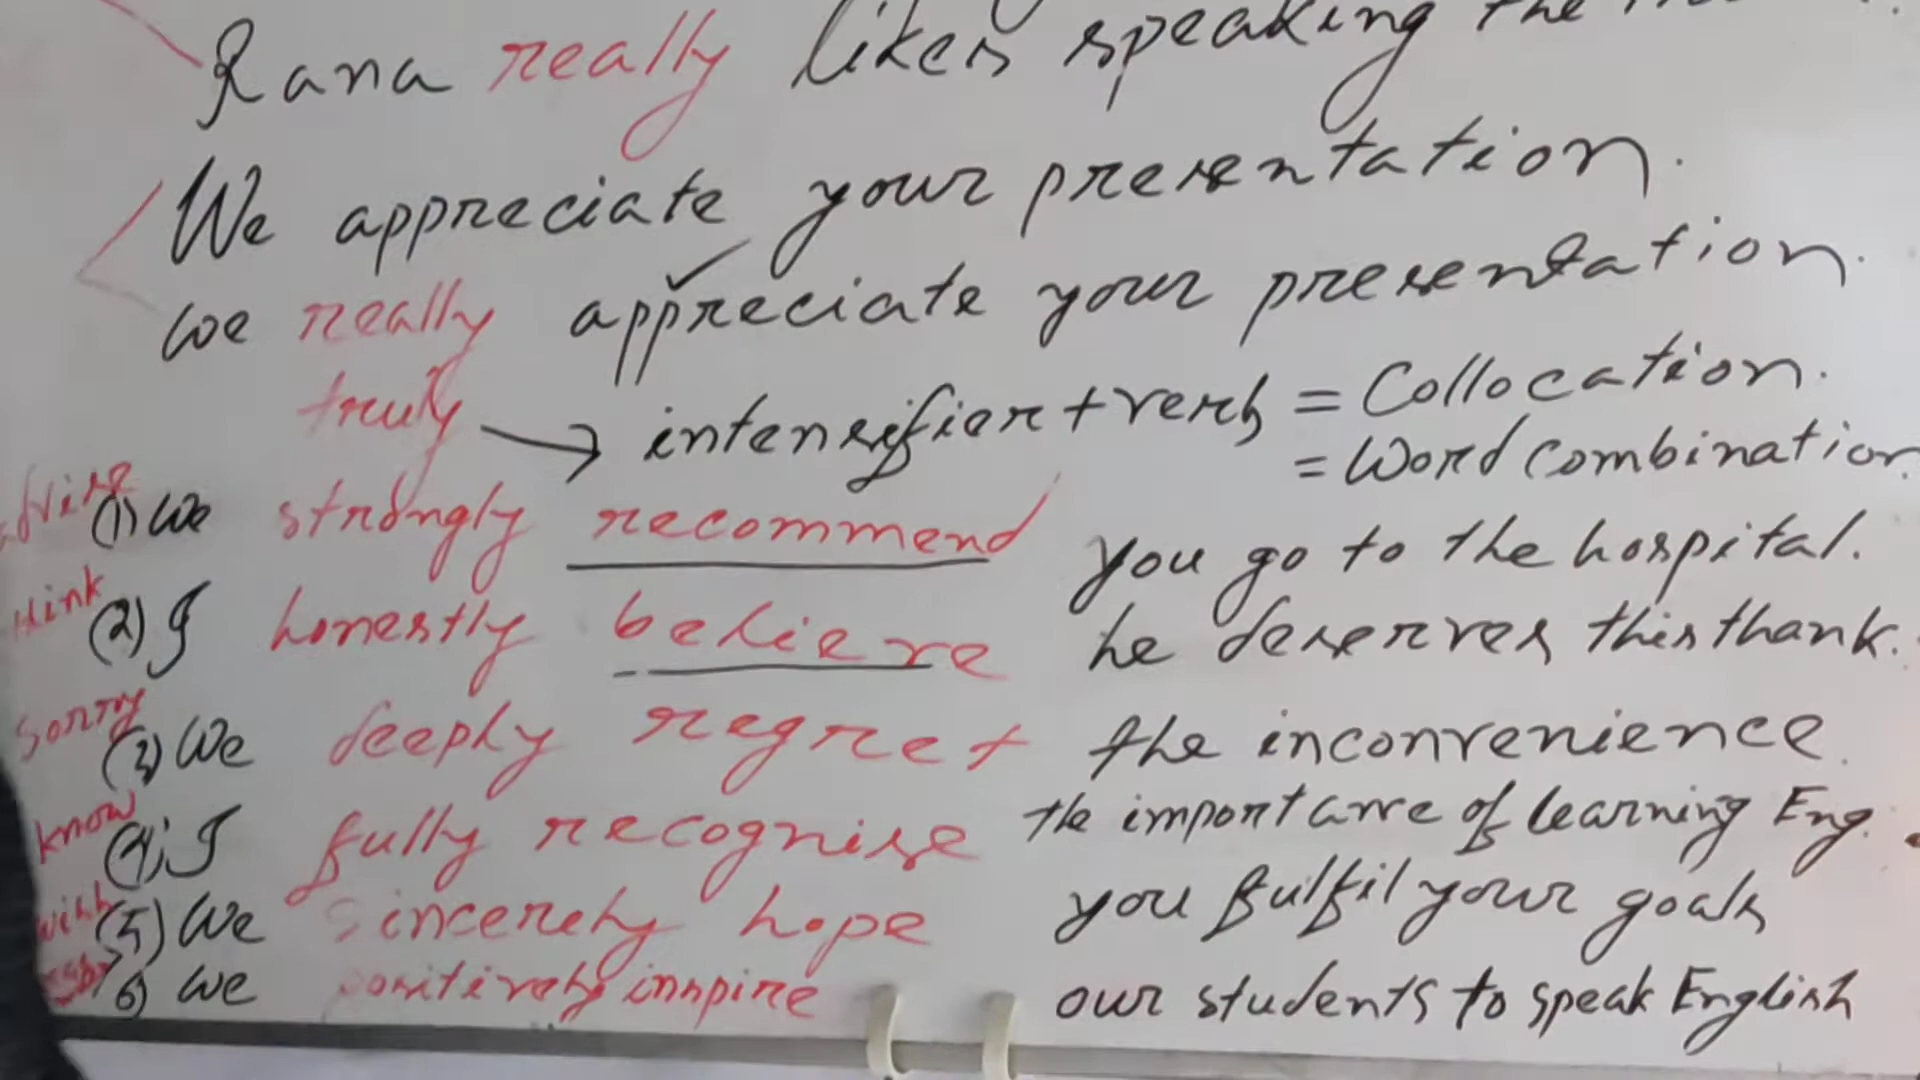 Rana really likes speaking the
We appreciate your presentation.
we really appreciate your presentation.
truly → intensifier + verb = Collocation.
= Word combination.
(1) We strongly recommend you go to the hospital.
think
(2) I honestly believe he deserves this thank.
sorry
(3) We deeply regret the inconvenience.
know
(4) I fully recognise the importance of learning Eng.
wish
(5) We sincerely hope you fulfil your goals
6) we positively inspire our students to speak English